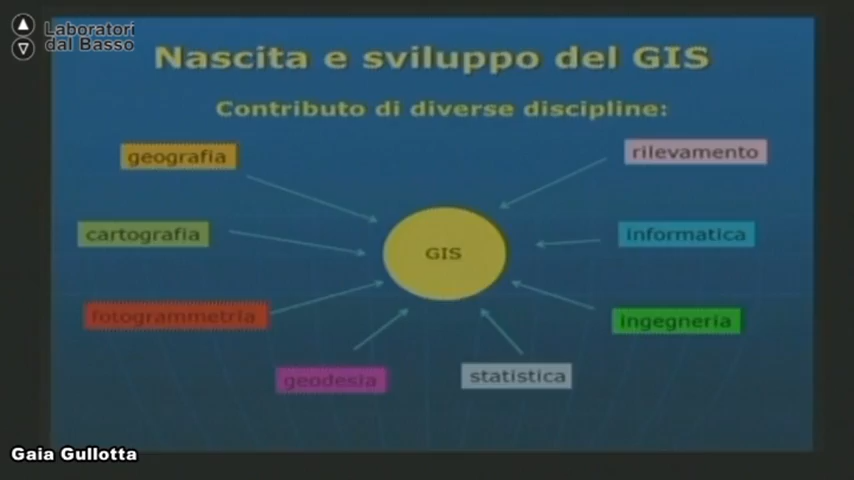 Laboratori
dal Basso
Nascita e sviluppo del GIS
Contributo di diverse discipline:
geografia
rilevamento
cartografia
informatica
GIS
fotogrammetria
ingegneria
geodesia
statistica
Gaia Gullotta